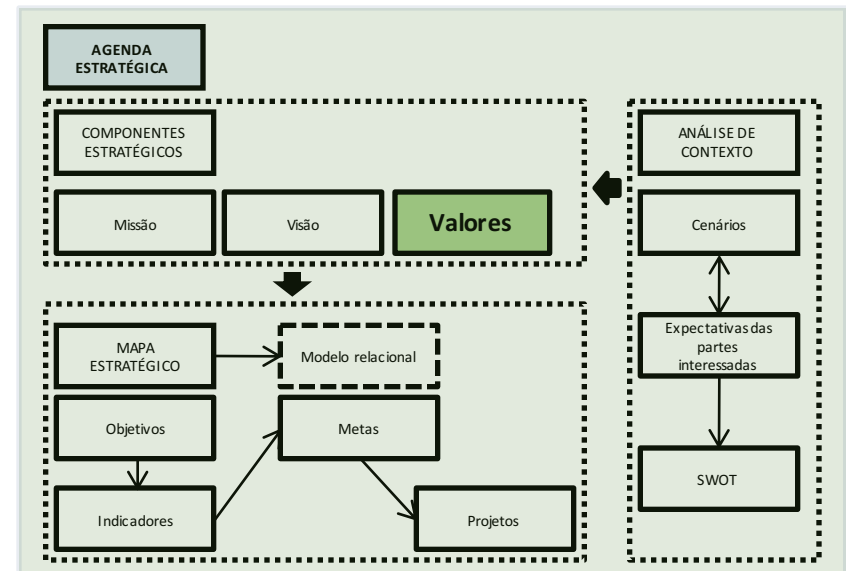 AGENDA
ESTRATÉGICA
COMPONENTES
ESTRATÉGICOS
Missão
Visão
Valores
ANÁLISE DE
CONTEXTO
Cenários
Expectativas das
partes
interessadas
SWOT
MAPA
ESTRATÉGICO
Modelo relacional
Objetivos
Metas
Indicadores
Projetos